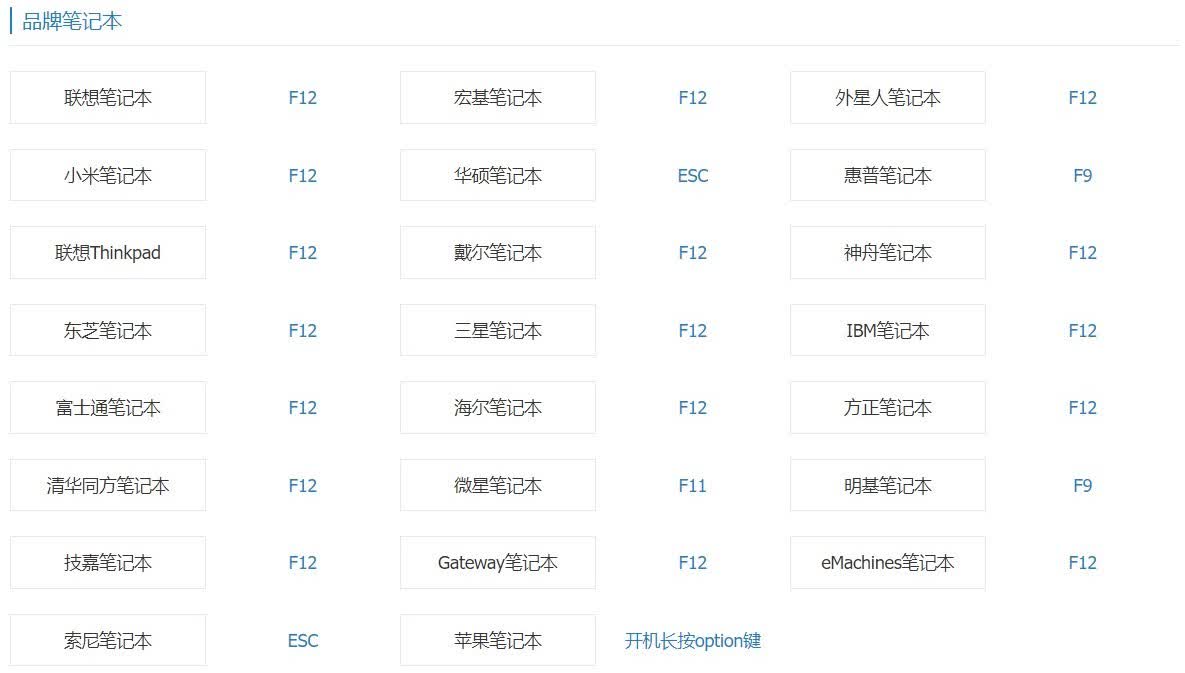 品牌笔记本
联想笔记本 F12 宏基笔记本 F12 外星人笔记本 F12
小米笔记本 F12 华硕笔记本 ESC 惠普笔记本 F9
联想Thinkpad F12 戴尔笔记本 F12 神舟笔记本 F12
东芝笔记本 F12 三星笔记本 F12 IBM笔记本 F12
富士通笔记本 F12 海尔笔记本 F12 方正笔记本 F12
清华同方笔记本 F12 微星笔记本 F11 明基笔记本 F9
技嘉笔记本 F12 Gateway笔记本 F12 eMachines笔记本 F12
索尼笔记本 ESC 苹果笔记本 开机长按option键